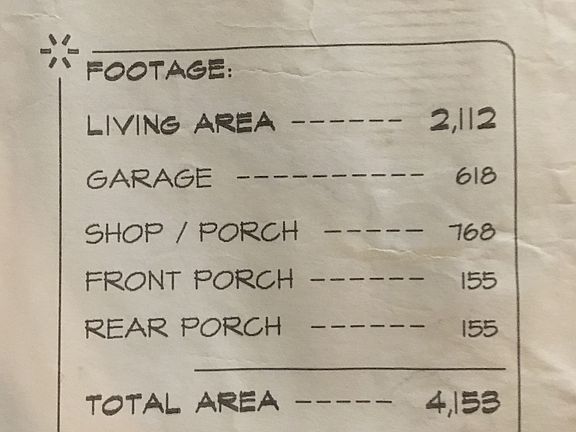 FOOTAGE:
LIVING AREA ------ 2,112
GARAGE ---------- 618
SHOP / PORCH ----- 768
FRONT PORCH ------ 155
REAR PORCH ------ 155
TOTAL AREA ----- 4,153